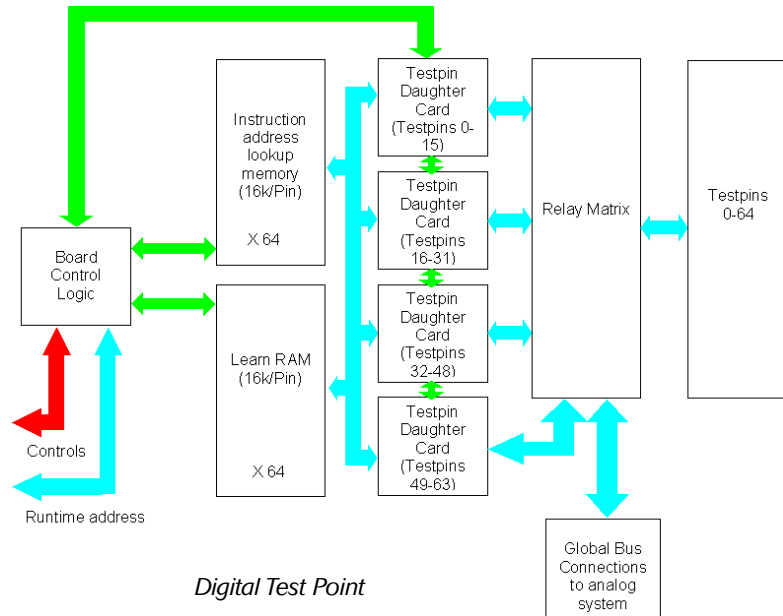 Instruction
address
lookup
memory
(16k/Pin)
X 64
Testpin
Daughter
Card
(Testpins 0-
15)
Testpin
Daughter
Card
(Testpins
16-31)
Relay Matrix
Testpins
0-64
Board
Control
Logic
Learn RAM
(16k/Pin)
X 64
Testpin
Daughter
Card
(Testpins
32-48)
Testpin
Daughter
Card
(Testpins
49-63)
Controls
Runtime address
Global Bus
Connections
to analog
system
Digital Test Point